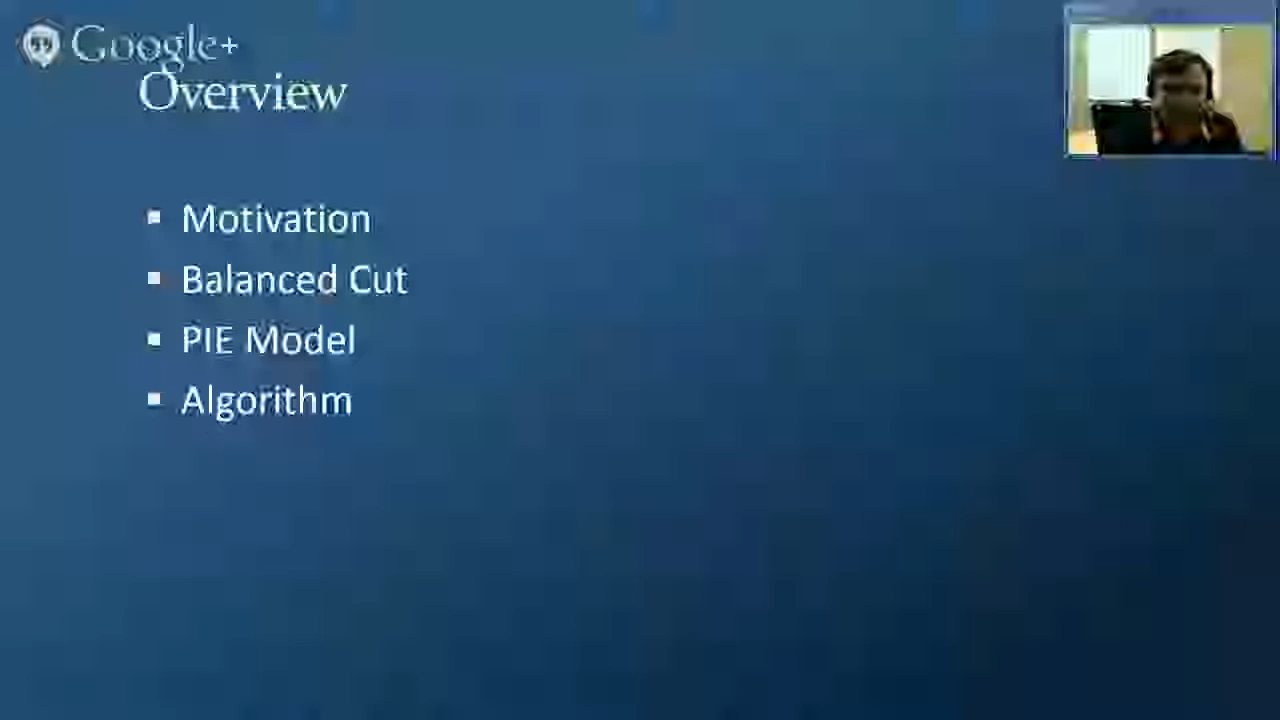 Google+
Overview
Motivation
Balanced Cut
PIE Model
Algorithm